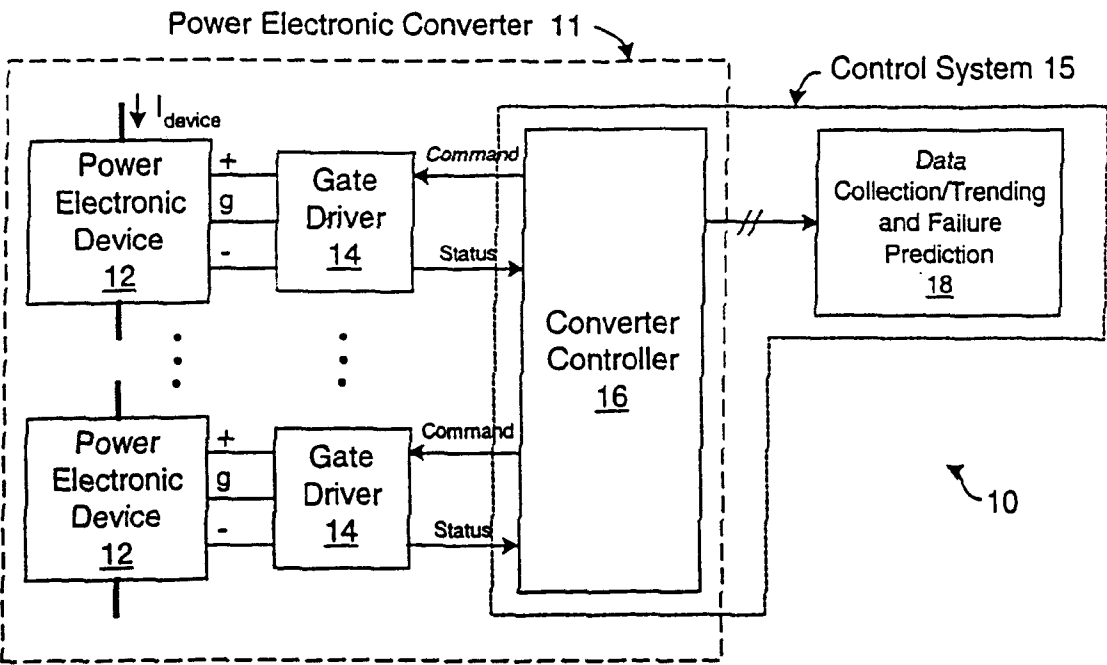 Power Electronic Converter 11
Control System 15
I device
Power
Electronic
Device
12
+
g
-
Gate
Driver
14
Command
Status
Converter
Controller
16
Data
Collection/Trending
and Failure
Prediction
18
Power
Electronic
Device
12
+
g
-
Gate
Driver
14
Command
Status
10